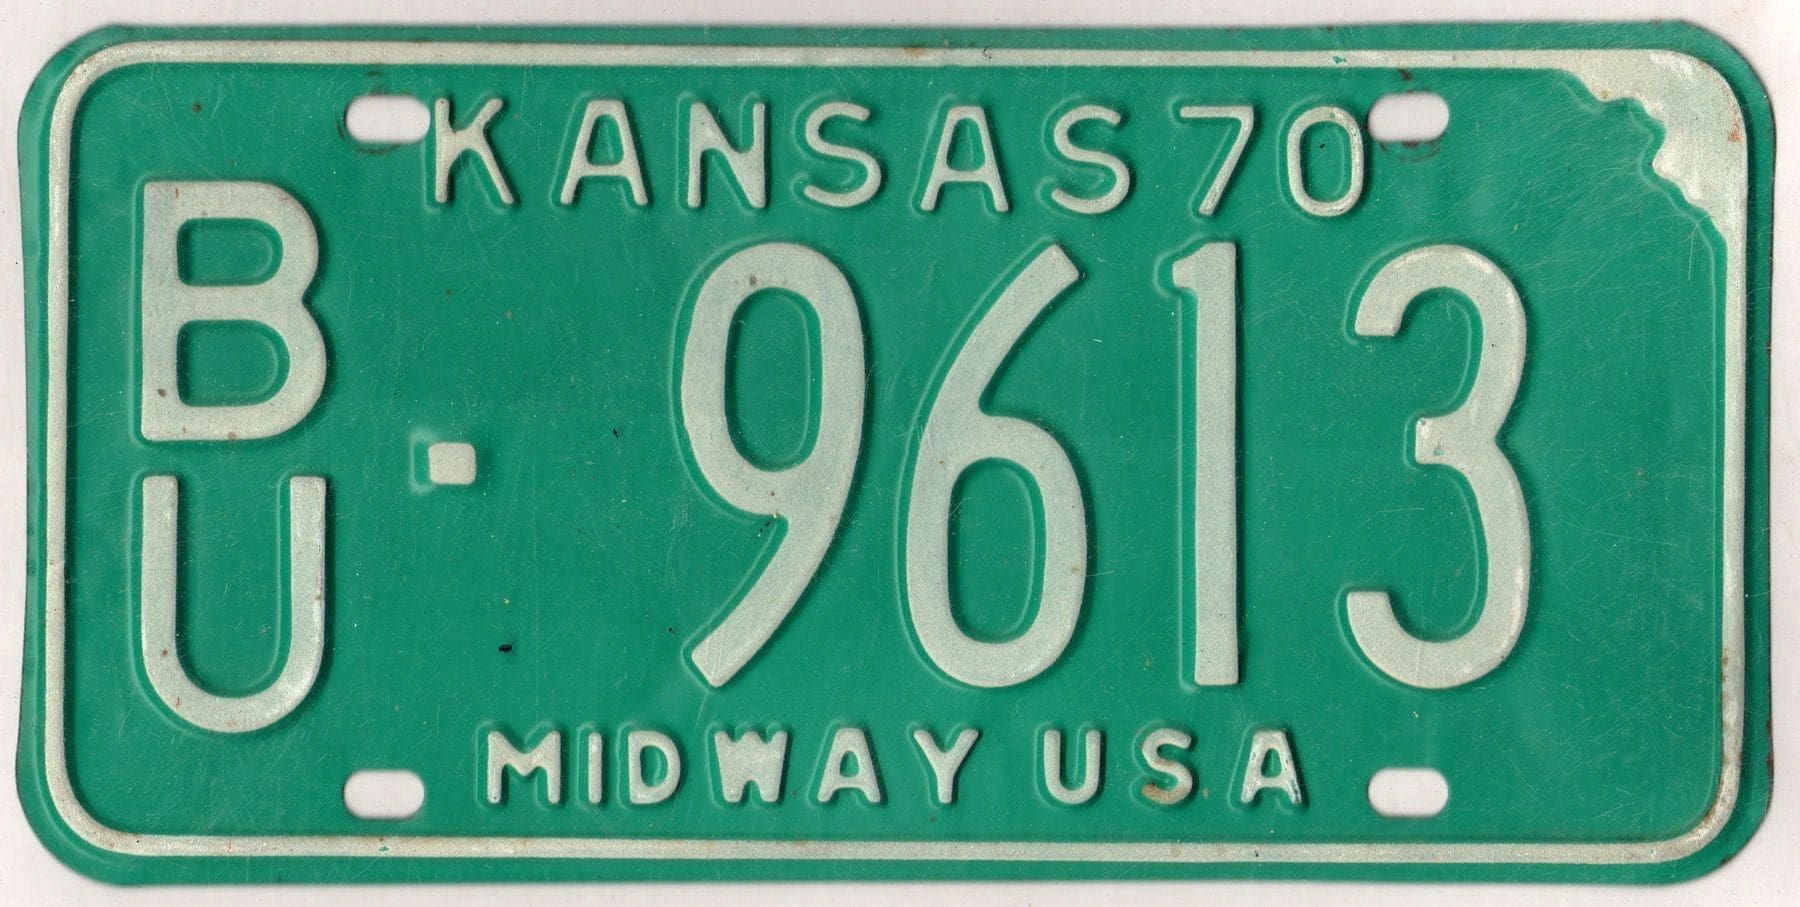 KANSAS 70
BU · 9613
MIDWAY USA